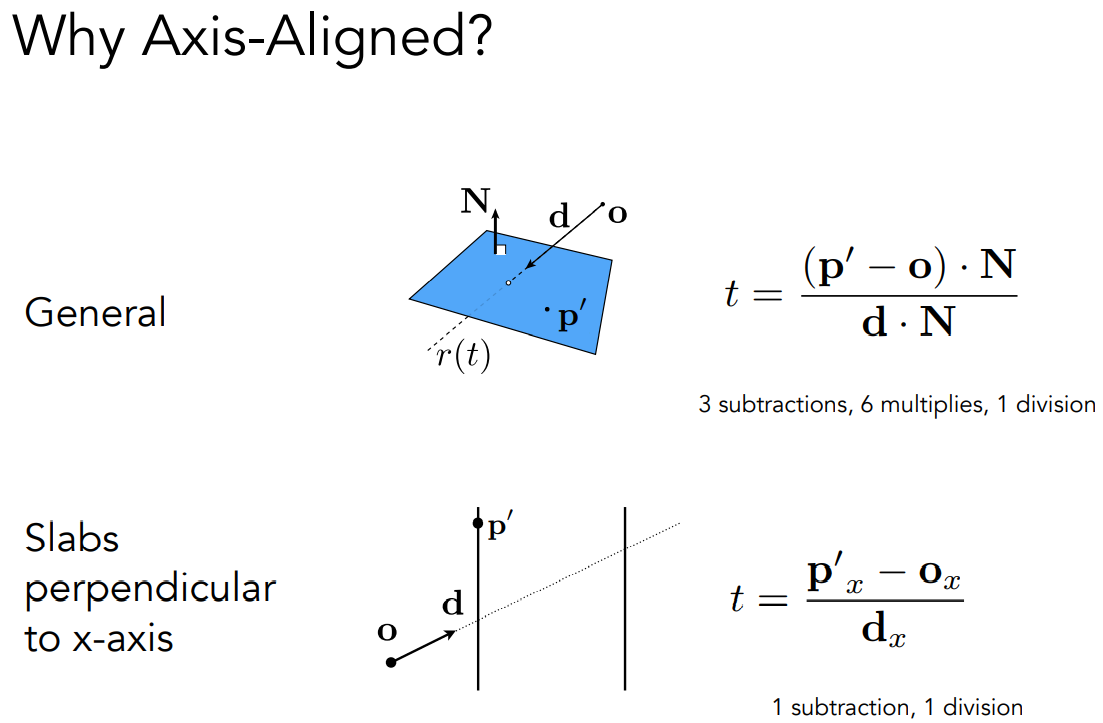 Why Axis-Aligned?
General
N
d
o
p′
r(t)
t = (p′ − o) · N / d · N
3 subtractions, 6 multiplies, 1 division
Slabs
perpendicular
to x-axis
p′
d
o
t = p′ₓ − oₓ / dₓ
1 subtraction, 1 division